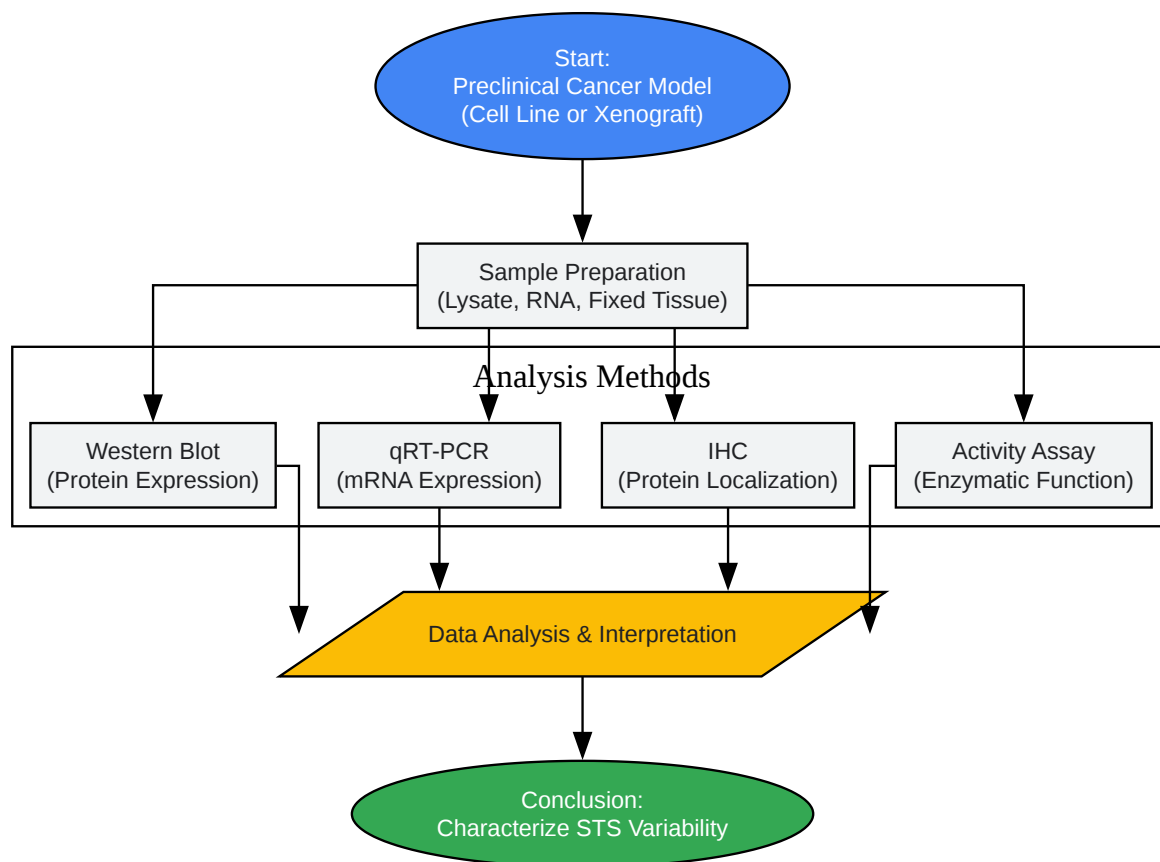 Start:
Preclinical Cancer Model
(Cell Line or Xenograft)
Sample Preparation
(Lysate, RNA, Fixed Tissue)
Analysis Methods
Western Blot
(Protein Expression)
qRT-PCR
(mRNA Expression)
IHC
(Protein Localization)
Activity Assay
(Enzymatic Function)
Data Analysis & Interpretation
Conclusion:
Characterize STS Variability